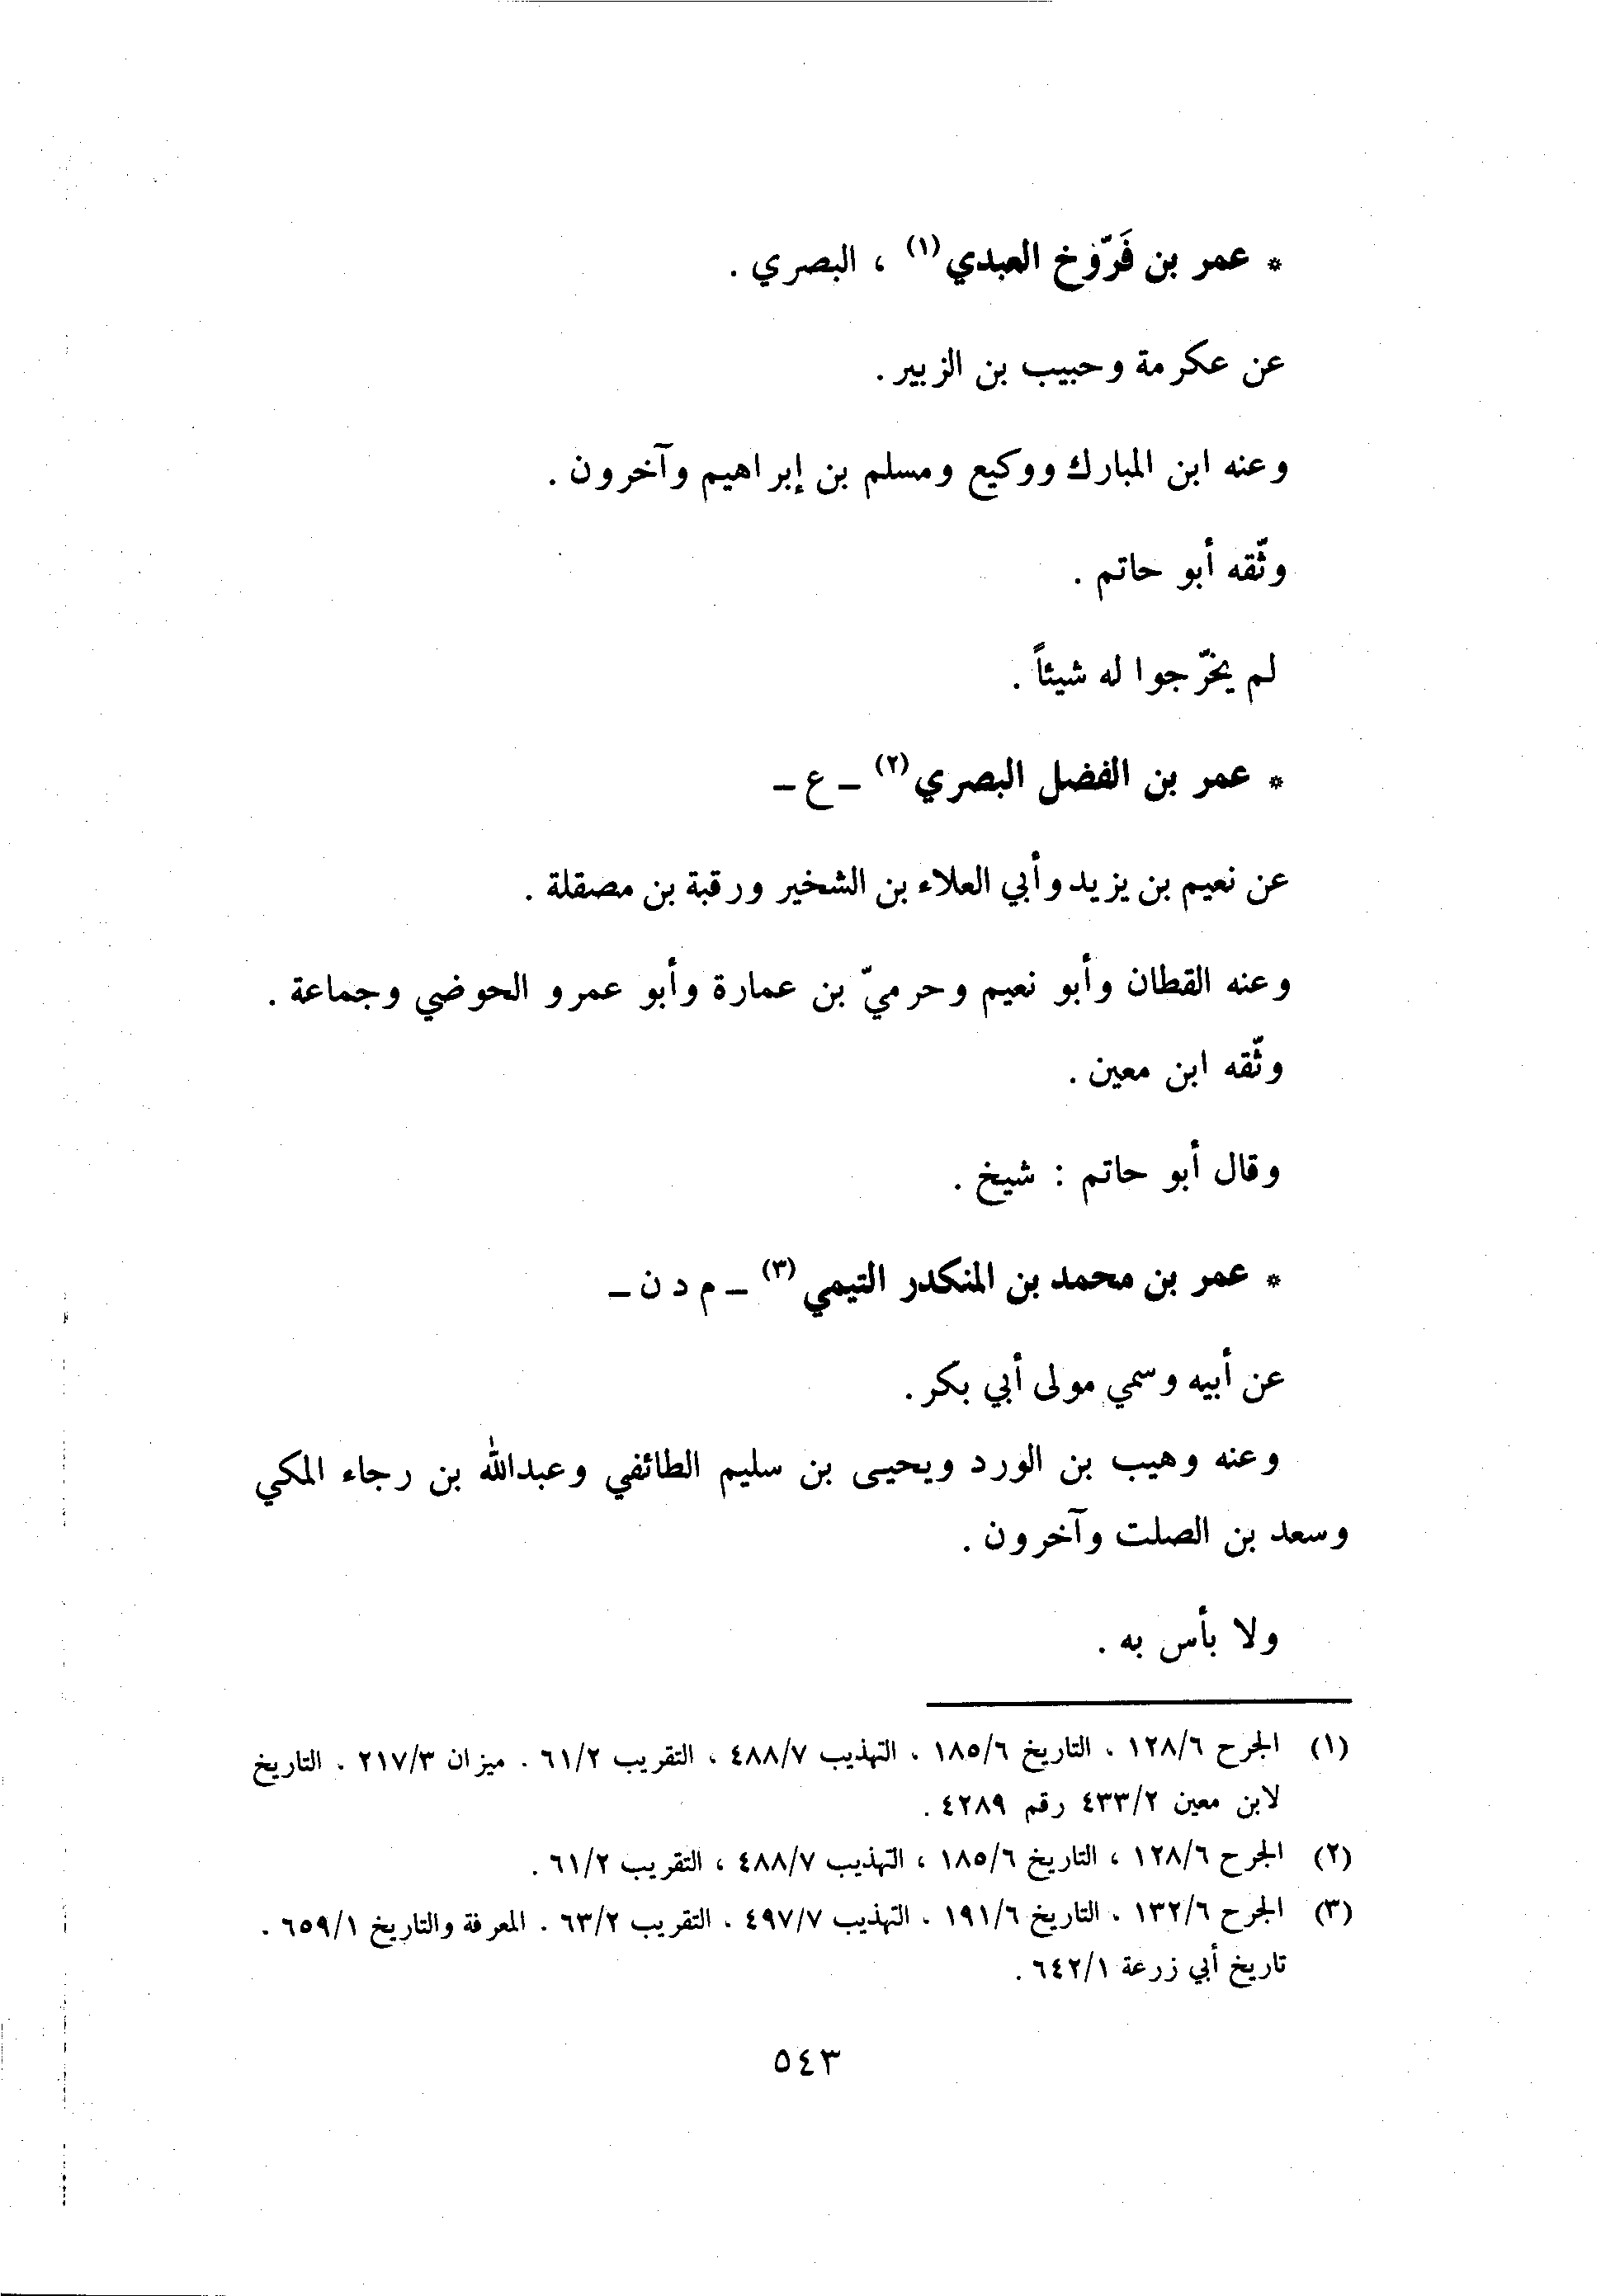 * عمر بن فَرّوخ العبدي (١) ، البصري .
عن عكرمة وحبيب بن الزبير .
وعنه ابن المبارك ووكيع ومسلم بن إبراهيم وآخرون .
وثّقه أبو حاتم .
لم يخرّجوا له شيئاً .
* عمر بن الفضل البصري (٢) ـ ع ـ
عن نعيم بن يزيد وأبي العلاء بن الشخير ورقبة بن مصقلة .
وعنه القطان وأبو نعيم وحرميّ بن عمارة وأبو عمرو الحوضي وجماعة .
وثّقه ابن معين .
وقال أبو حاتم : شيخ .
* عمر بن محمد بن المنكدر التيمي (٣) ـ م د ن ـ
عن أبيه وسمي مولى أبي بكر .
وعنه وهيب بن الورد ويحيى بن سليم الطائفي وعبدالله بن رجاء المكي
وسعد بن الصلت وآخرون .
ولا بأس به .
(١) الجرح ١٢٨/٦ ، التاريخ ١٨٥/٦ ، التهذيب ٤٨٨/٧ ، التقريب ٦١/٢ . ميزان ٢١٧/٣ . التاريخ
لابن معين ٤٣٣/٢ رقم ٤٢٨٩ .
(٢) الجرح ١٢٨/٦ ، التاريخ ١٨٥/٦ ، التهذيب ٤٨٨/٧ ، التقريب ٦١/٢ .
(٣) الجرح ١٣٢/٦ . التاريخ ١٩١/٦ . التهذيب ٤٩٧/٧ . التقريب ٦٣/٢ . المعرفة والتاريخ ٦٥٩/١ .
تاريخ أبي زرعة ٦٤٢/١ .
٥٤٣